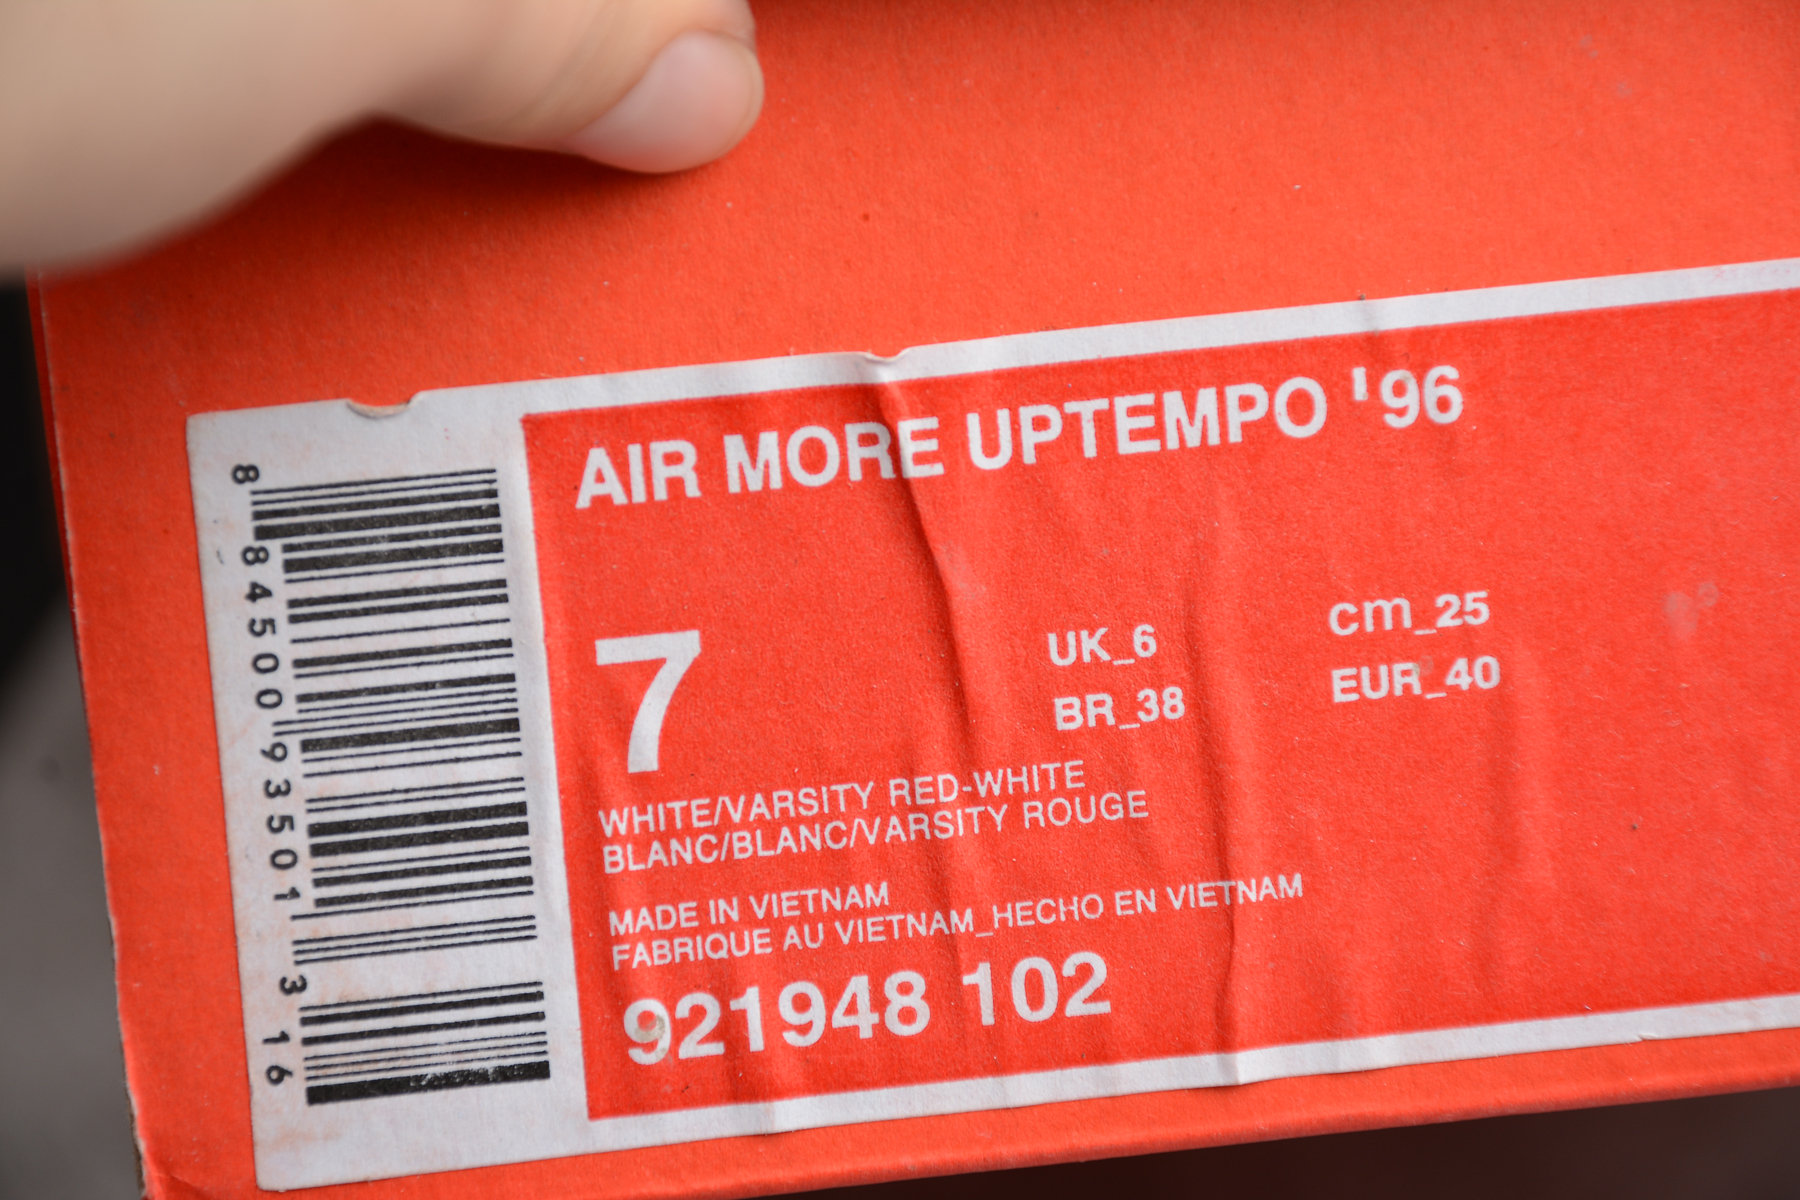 AIR MORE UPTEMPO '96
7
UK_6
cm_25
BR_38
EUR_40
WHITE/VARSITY RED-WHITE
BLANC/BLANC/VARSITY ROUGE
MADE IN VIETNAM
FABRIQUE AU VIETNAM_HECHO EN VIETNAM
921948 102
8 84500 93501 3 16